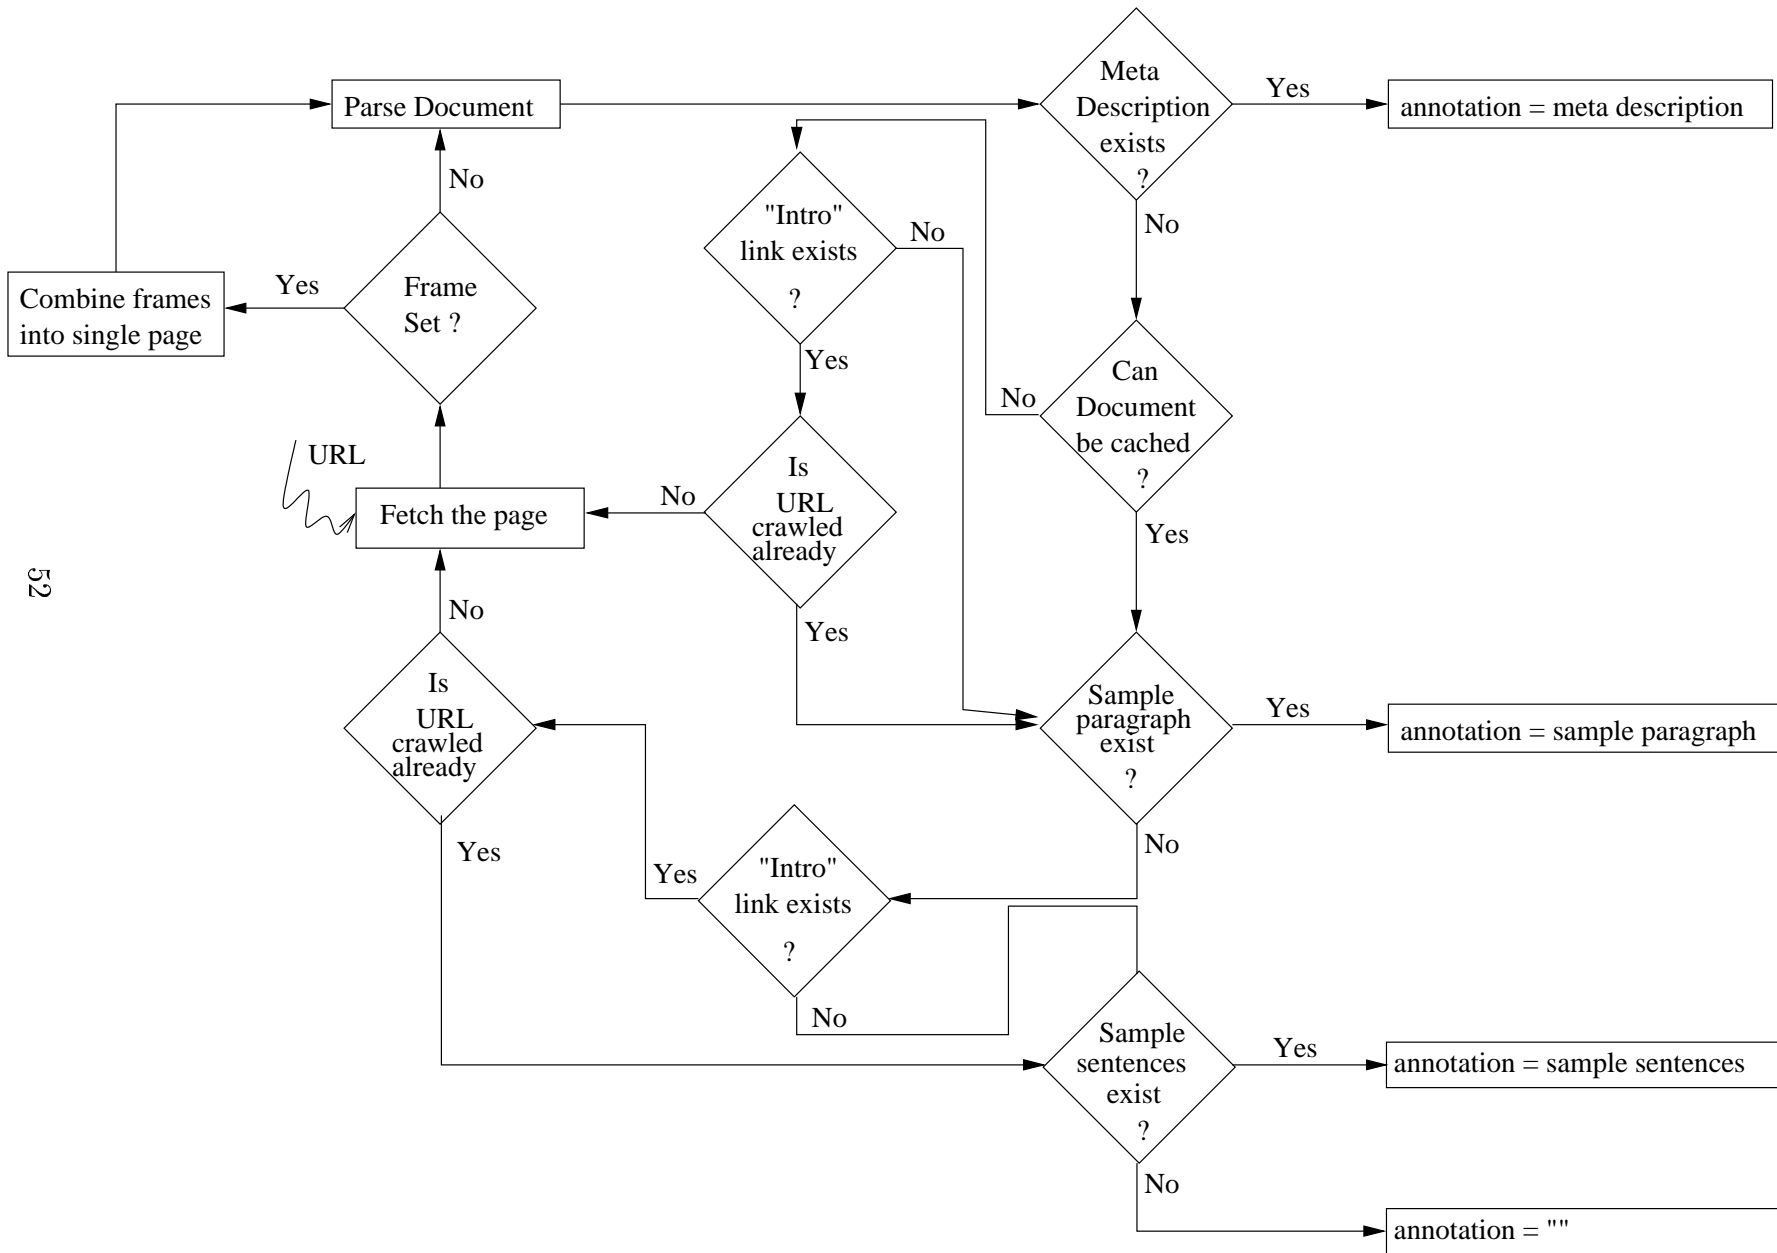 Meta
Description
exists
?
Yes
annotation = meta description
Parse Document
No
"Intro"
link exists
?
No
No
Combine frames
into single page
Yes
Frame
Set ?
Yes
Can
Document
be cached
?
No
URL
Fetch the page
No
Is
URL
crawled
already
Yes
Yes
52
No
Is
URL
crawled
already
Sample
paragraph
exist
?
Yes
annotation = sample paragraph
No
Yes
"Intro"
link exists
?
Yes
No
Sample
sentences
exist
?
Yes
annotation = sample sentences
No
annotation = ""